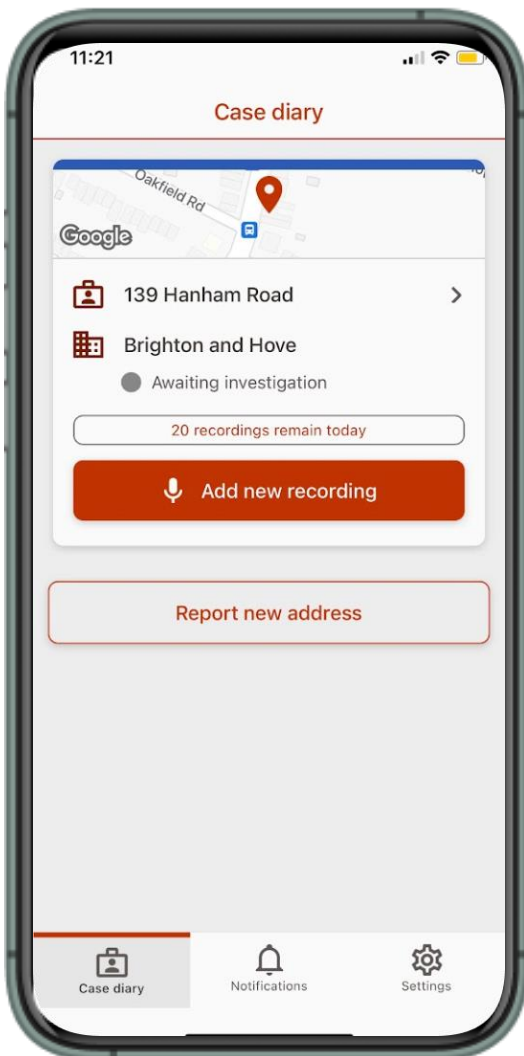 11:21
Case diary
Oakfield Rd
Google
139 Hanham Road
Brighton and Hove
Awaiting investigation
20 recordings remain today
Add new recording
Report new address
Case diary
Notifications
Settings